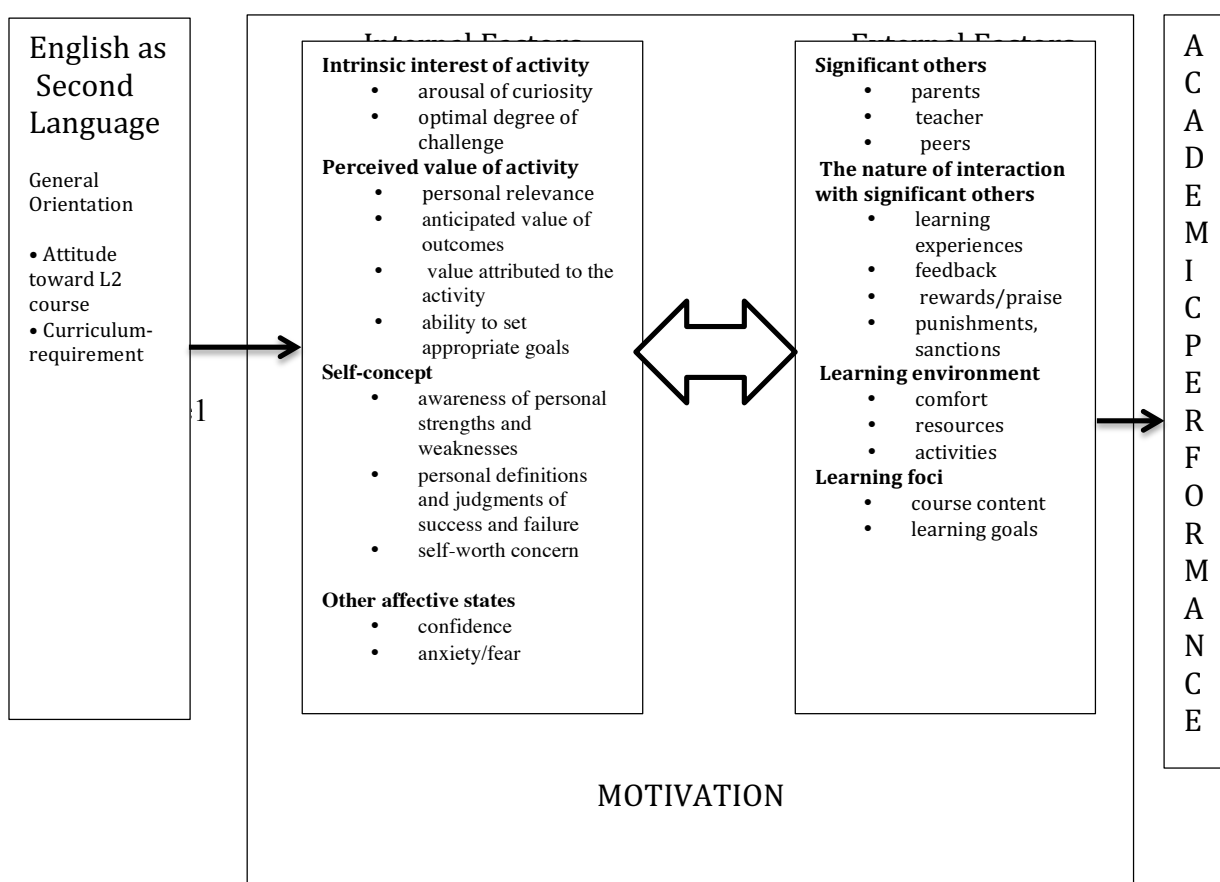 English as
Second
Language
General
Orientation
• Attitude
toward L2
course
• Curriculum-
requirement
Internal Factors
Intrinsic interest of activity
• arousal of curiosity
• optimal degree of
challenge
Perceived value of activity
• personal relevance
• anticipated value of
outcomes
• value attributed to the
activity
• ability to set
appropriate goals
Self-concept
• awareness of personal
strengths and
weaknesses
• personal definitions
and judgments of
success and failure
• self-worth concern
Other affective states
• confidence
• anxiety/fear
External Factors
Significant others
• parents
• teacher
• peers
The nature of interaction
with significant others
• learning
experiences
• feedback
• rewards/praise
• punishments,
sanctions
Learning environment
• comfort
• resources
• activities
Learning foci
• course content
• learning goals
MOTIVATION
A
C
A
D
E
M
I
C
P
E
R
F
O
R
M
A
N
C
E